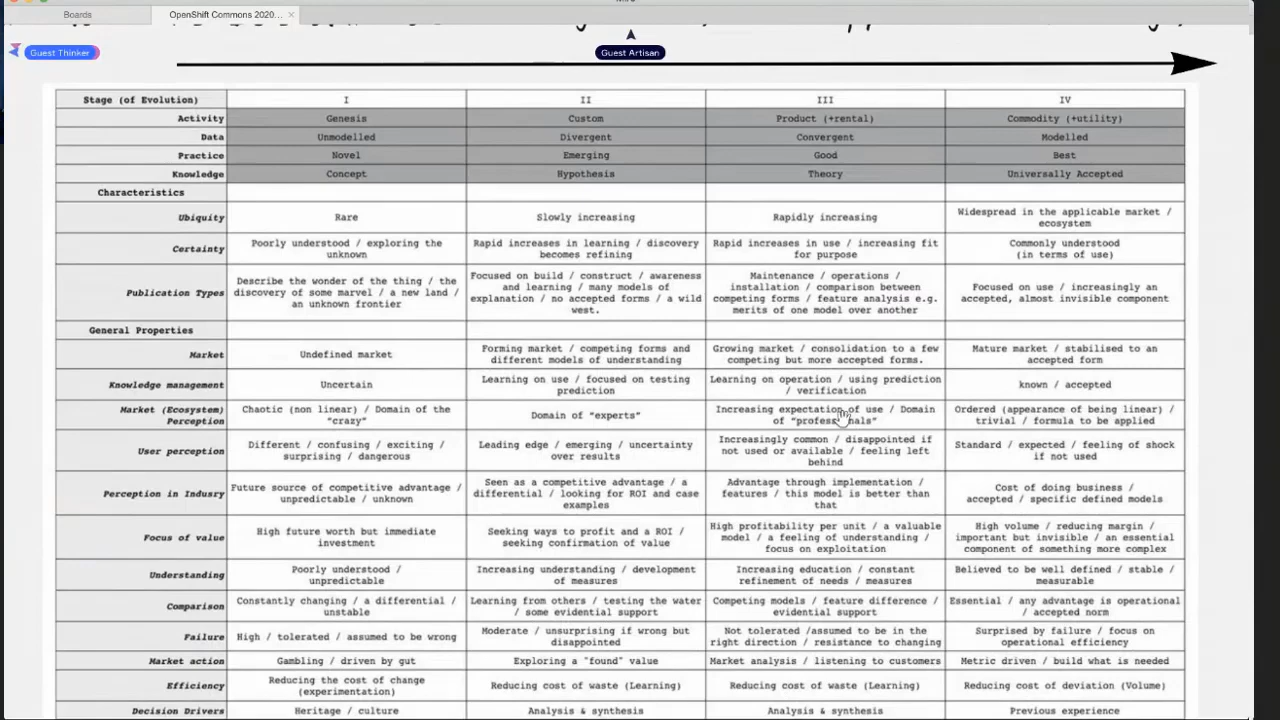 Boards
OpenShift Commons 2020...
Guest Thinker
Guest Artisan
Stage (of Evolution) I II III IV
Activity Genesis Custom Product (+rental) Commodity (+utility)
Data Unmodelled Divergent Convergent Modelled
Practice Novel Emerging Good Best
Knowledge Concept Hypothesis Theory Universally Accepted
Characteristics
Ubiquity
Rare
Slowly increasing
Rapidly increasing
Widespread in the applicable market /
ecosystem
Certainty
Poorly understood / exploring the
unknown
Rapid increases in learning / discovery
becomes refining
Rapid increases in use / increasing fit
for purpose
Commonly understood
(in terms of use)
Publication Types
Describe the wonder of the thing / the
discovery of some marvel / a new land /
an unknown frontier
Focused on build / construct / awareness
and learning / many models of
explanation / no accepted forms / a wild
west.
Maintenance / operations /
installation / comparison between
competing forms / feature analysis e.g.
merits of one model over another
Focused on use / increasingly an
accepted, almost invisible component
General Properties
Market
Undefined market
Forming market / competing forms and
different models of understanding
Growing market / consolidation to a few
competing but more accepted forms.
Mature market / stabilised to an
accepted form
Knowledge management
Uncertain
Learning on use / focused on testing
prediction
Learning on operation / using prediction
/ verification
known / accepted
Market (Ecosystem)
Perception
Chaotic (non linear) / Domain of the
"crazy"
Domain of "experts"
Increasing expectation of use / Domain
of "professionals"
Ordered (appearance of being linear) /
trivial / formula to be applied
User perception
Different / confusing / exciting /
surprising / dangerous
Leading edge / emerging / uncertainty
over results
Increasingly common / disappointed if
not used or available / feeling left
behind
Standard / expected / feeling of shock
if not used
Perception in Indusry
Future source of competitive advantage /
unpredictable / unknown
Seen as a competitive advantage / a
differential / looking for ROI and case
examples
Advantage through implementation /
features / this model is better than
that
Cost of doing business /
accepted / specific defined models
Focus of value
High future worth but immediate
investment
Seeking ways to profit and a ROI /
seeking confirmation of value
High profitability per unit / a valuable
model / a feeling of understanding /
focus on exploitation
High volume / reducing margin /
important but invisible / an essential
component of something more complex
Understanding
Poorly understood /
unpredictable
Increasing understanding / development
of measures
Increasing education / constant
refinement of needs / measures
Believed to be well defined / stable /
measurable
Comparison
Constantly changing / a differential /
unstable
Learning from others / testing the water
/ some evidential support
Competing models / feature difference /
evidential support
Essential / any advantage is operational
/ accepted norm
Failure
High / tolerated / assumed to be wrong
Moderate / unsurprising if wrong but
disappointed
Not tolerated /assumed to be in the
right direction / resistance to changing
Surprised by failure / focus on
operational efficiency
Market action
Gambling / driven by gut
Exploring a "found" value
Market analysis / listening to customers
Metric driven / build what is needed
Efficiency
Reducing the cost of change
(experimentation)
Reducing cost of waste (Learning)
Reducing cost of waste (Learning)
Reducing cost of deviation (Volume)
Decision Drivers
Heritage / culture
Analysis & synthesis
Analysis & synthesis
Previous experience